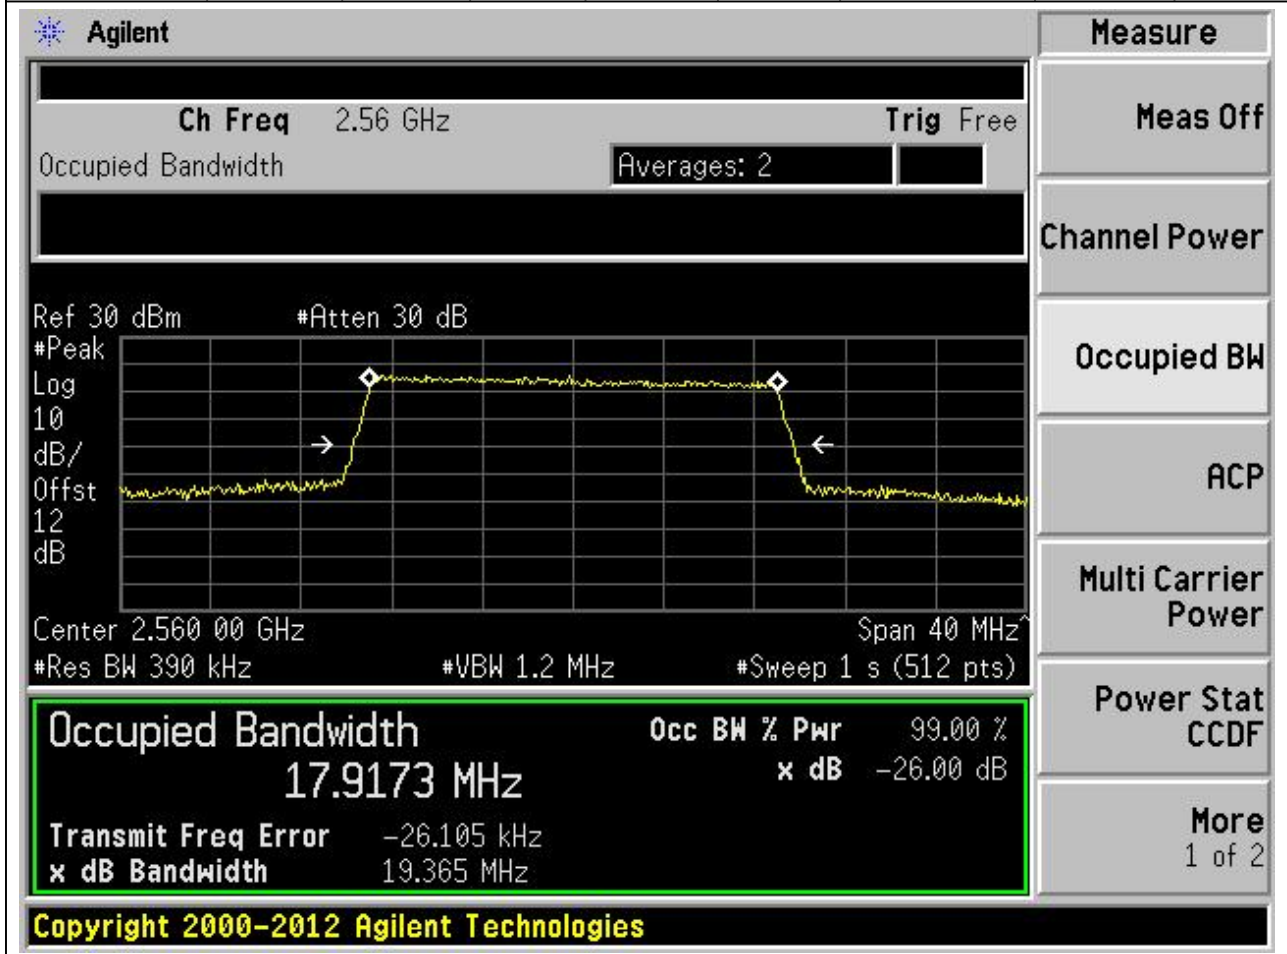 Agilent
Measure
Ch Freq 2.56 GHz Trig Free
Meas Off
Occupied Bandwidth Averages: 2
Channel Power
Ref 30 dBm #Atten 30 dB
#Peak
Log
10
dB/
Offst
12
dB
Occupied BW
ACP
Center 2.560 00 GHz Span 40 MHz^
#Res BW 390 kHz #VBW 1.2 MHz #Sweep 1 s (512 pts)
Multi Carrier
Power
Occupied Bandwidth Occ BW % Pwr 99.00 %
17.9173 MHz x dB -26.00 dB
Transmit Freq Error -26.105 kHz
x dB Bandwidth 19.365 MHz
Power Stat
CCDF
More
1 of 2
Copyright 2000-2012 Agilent Technologies